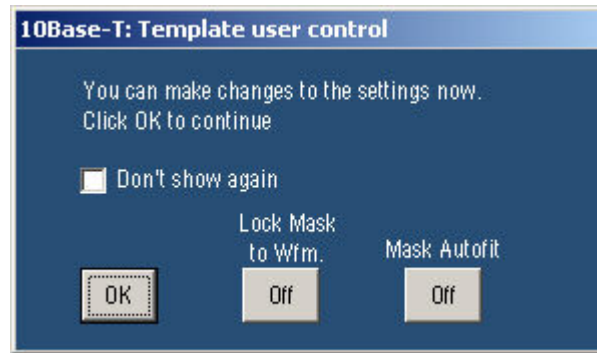 10Base-T: Template user control
You can make changes to the settings now.
Click OK to continue
Don't show again
Lock Mask
to Wfm.
Mask Autofit
OK
Off
Off